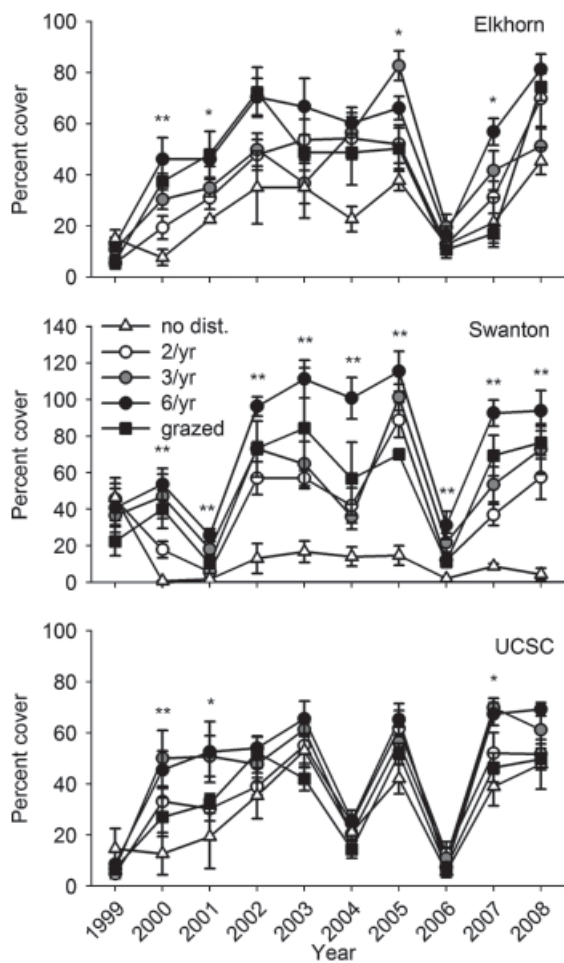 Elkhorn
Percent cover
100
80
60
40
20
0
*
**
*
*
Swanton
Percent cover
140
120
100
80
60
40
20
0
no dist.
2/yr
3/yr
6/yr
grazed
**
**
**
**
**
**
**
**
**
UCSC
Percent cover
100
80
60
40
20
0
**
*
*
1999 2000 2001 2002 2003 2004 2005 2006 2007 2008
Year